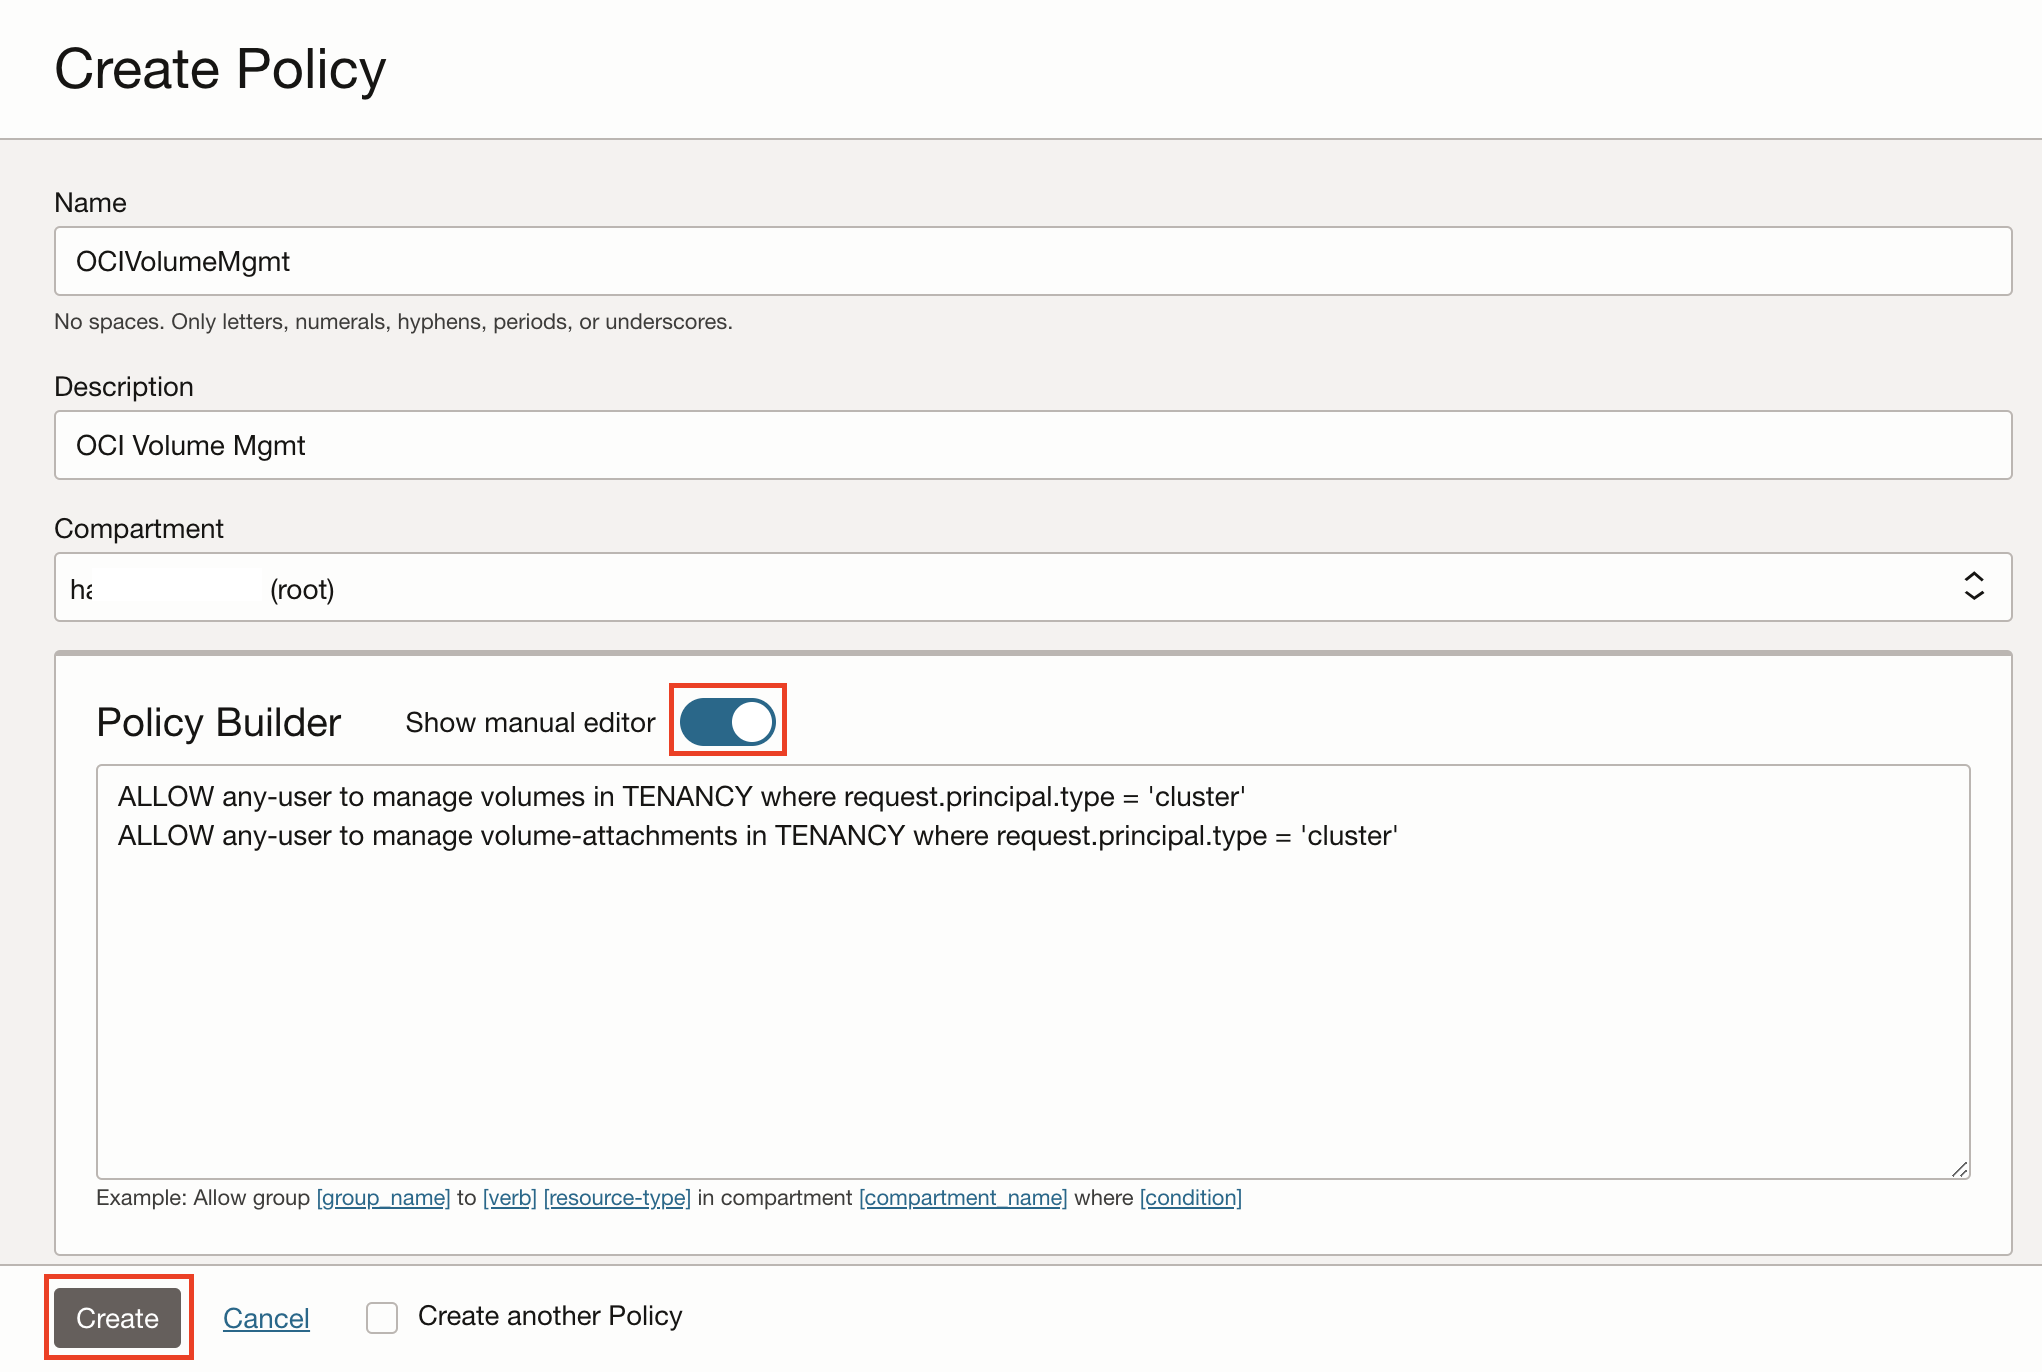 Create Policy
Name
OCIVolumeMgmt
No spaces. Only letters, numerals, hyphens, periods, or underscores.
Description
OCI Volume Mgmt
Compartment
(root)
Policy Builder Show manual editor
ALLOW any-user to manage volumes in TENANCY where request.principal.type = 'cluster'
ALLOW any-user to manage volume-attachments in TENANCY where request.principal.type = 'cluster'
Example: Allow group [group_name] to [verb] [resource-type] in compartment [compartment_name] where [condition]
Create Cancel Create another Policy